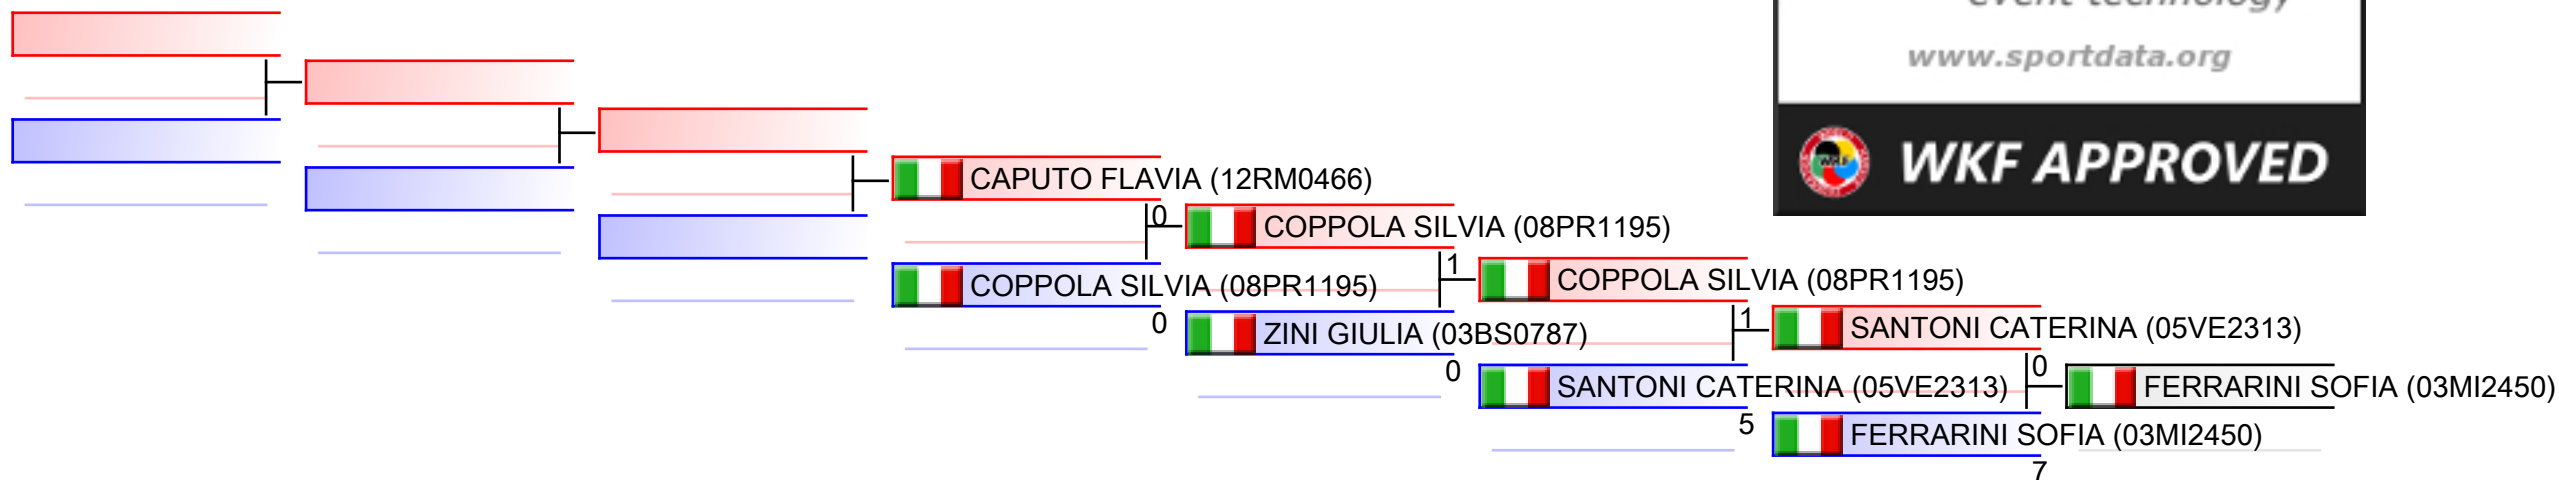 event technology
www.sportdata.org
WKF APPROVED
CAPUTO FLAVIA (12RM0466)
0
COPPOLA SILVIA (08PR1195)
COPPOLA SILVIA (08PR1195)
0
1
ZINI GIULIA (03BS0787)
0
COPPOLA SILVIA (08PR1195)
1
SANTONI CATERINA (05VE2313)
5
SANTONI CATERINA (05VE2313)
0
FERRARINI SOFIA (03MI2450)
7
FERRARINI SOFIA (03MI2450)